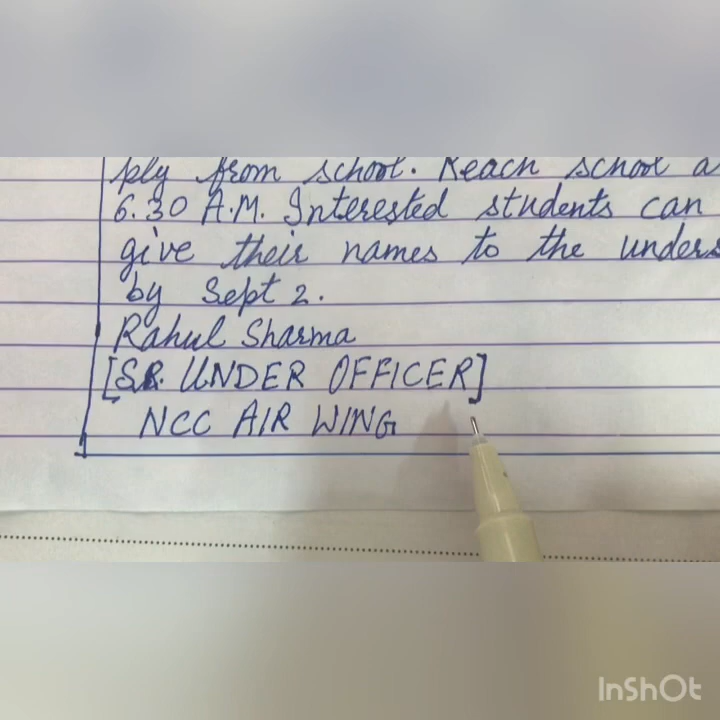 ply from school. Reach school a
6.30 A.M. Interested students can
give their names to the unders
by Sept 2.
Rahul Sharma
[SR. UNDER OFFICER]
NCC AIR WING
InShOt